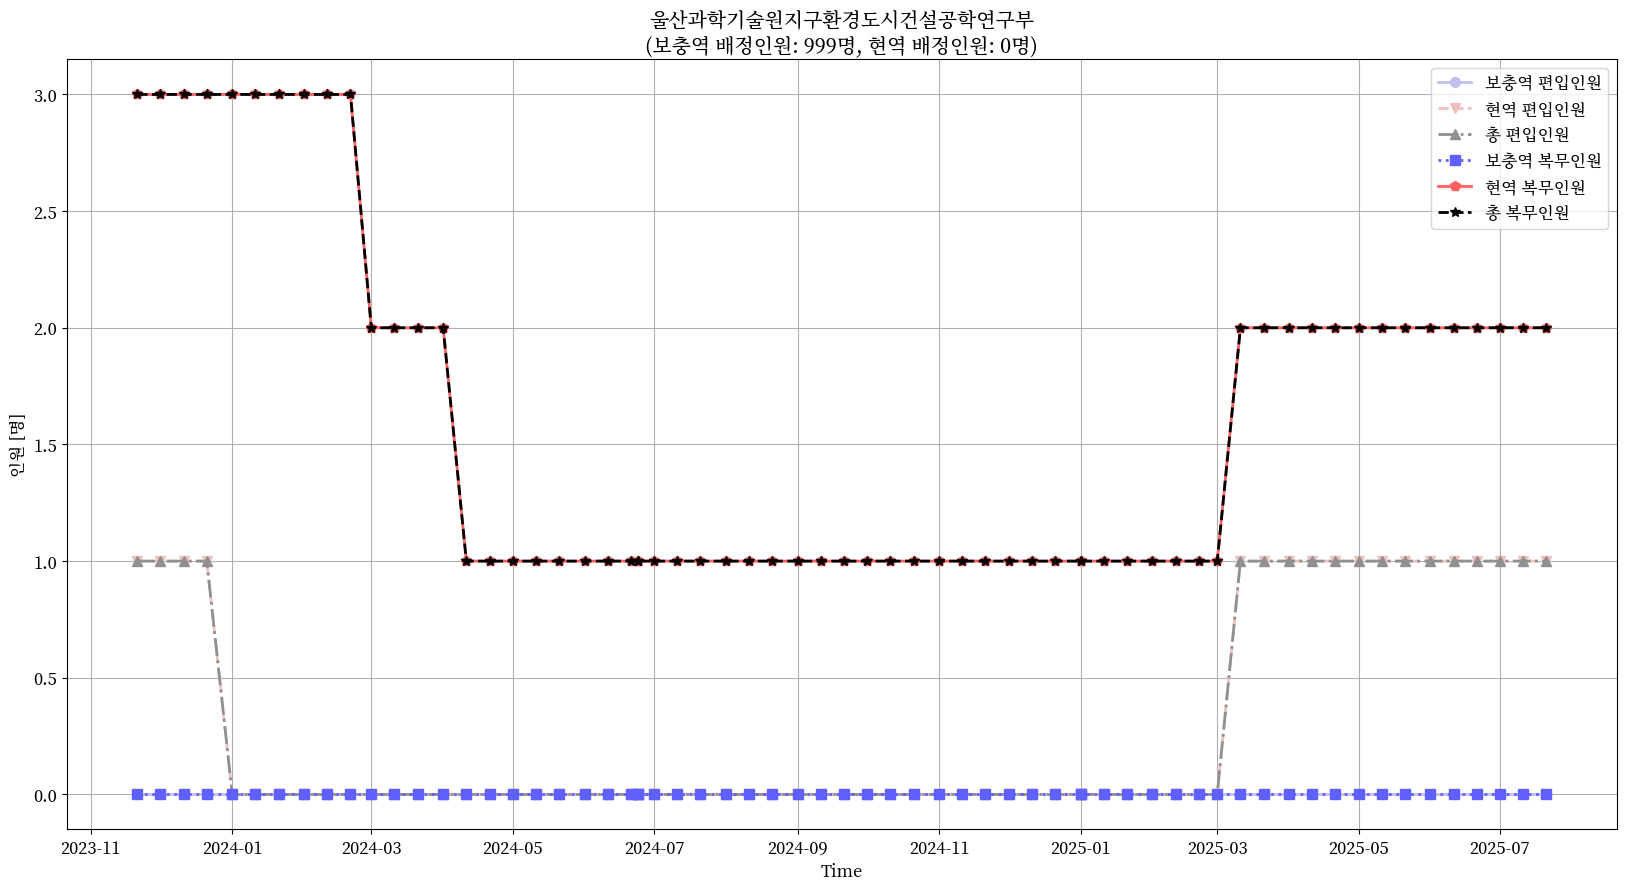 울산과학기술원지구환경도시건설공학연구부
(보충역 배정인원: 999명, 현역 배정인원: 0명)
보충역 편입인원
현역 편입인원
총 편입인원
보충역 복무인원
현역 복무인원
총 복무인원
인원 [명]
3.0
2.5
2.0
1.5
1.0
0.5
0.0
2023-11
2024-01
2024-03
2024-05
2024-07
2024-09
2024-11
2025-01
2025-03
2025-05
2025-07
Time